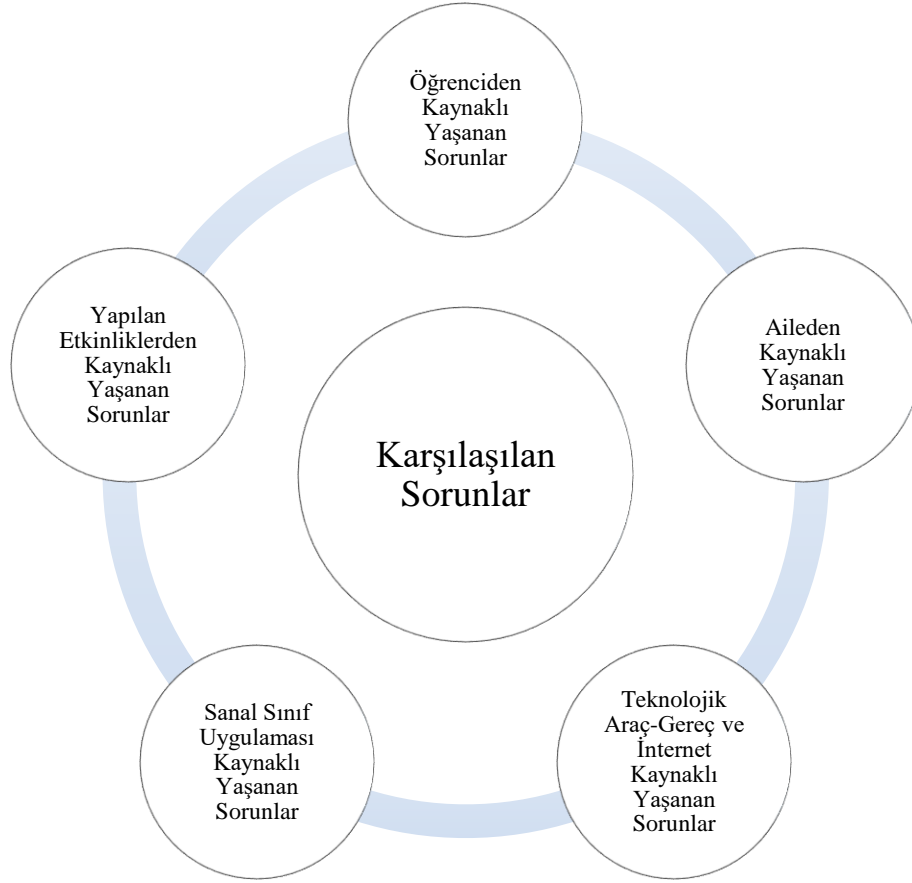 Öğrenciden
Kaynaklı
Yaşanan
Sorunlar
Aileden
Kaynaklı
Yaşanan
Sorunlar
Teknolojik
Araç-Gereç ve
İnternet
Kaynaklı
Yaşanan
Sorunlar
Sanal Sınıf
Uygulaması
Kaynaklı
Yaşanan
Sorunlar
Yapılan
Etkinliklerden
Kaynaklı
Yaşanan
Sorunlar
Karşılaşılan
Sorunlar